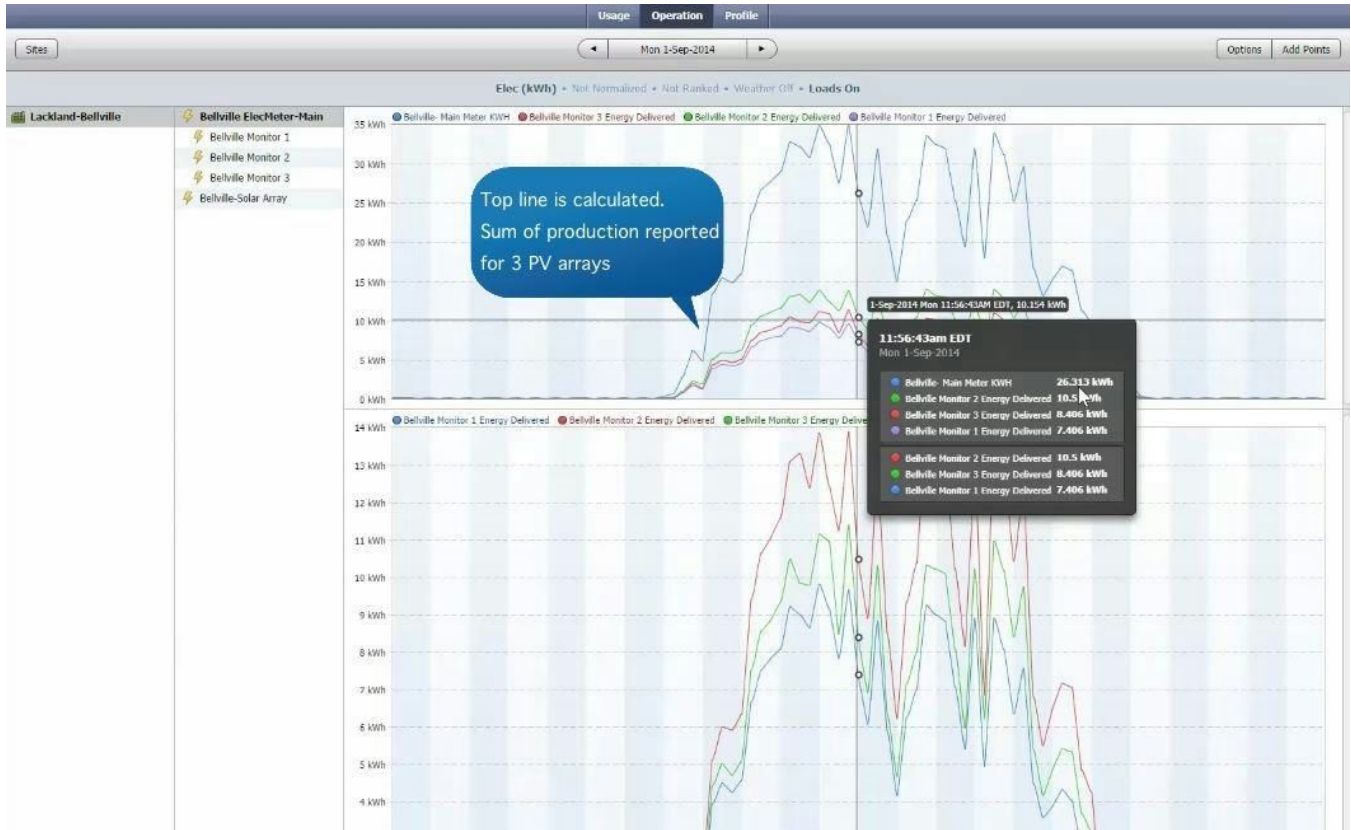 Usage Operation Profile
Sites
◄ Mon 1-Sep-2014 ►
Options Add Points
Elec (kWh) • Not Normalized • Not Ranked • Weather Off • Loads On
Lackland-Bellville
Bellville ElecMeter-Main
Bellville Monitor 1
Bellville Monitor 2
Bellville Monitor 3
Bellville-Solar Array
Bellville- Main Meter KWH Bellville Monitor 3 Energy Delivered Bellville Monitor 2 Energy Delivered Bellville Monitor 1 Energy Delivered
35 kWh
30 kWh
25 kWh
20 kWh
15 kWh
10 kWh
5 kWh
0 kWh
Top line is calculated.
Sum of production reported
for 3 PV arrays
1-Sep-2014 Mon 11:56:43AM EDT, 10.154 kWh
11:56:43am EDT
Mon 1-Sep-2014
Bellville- Main Meter KWH 26.313 kWh
Bellville Monitor 2 Energy Delivered 10.5
Bellville Monitor 3 Energy Delivered 8.406 kWh
Bellville Monitor 1 Energy Delivered 7.406 kWh
Bellville Monitor 2 Energy Delivered 10.5 kWh
Bellville Monitor 3 Energy Delivered 8.406 kWh
Bellville Monitor 1 Energy Delivered 7.406 kWh
Bellville Monitor 1 Energy Delivered Bellville Monitor 2 Energy Delivered Bellville Monitor 3 Energy
14 kWh
13 kWh
12 kWh
11 kWh
10 kWh
9 kWh
8 kWh
7 kWh
6 kWh
5 kWh
4 kWh